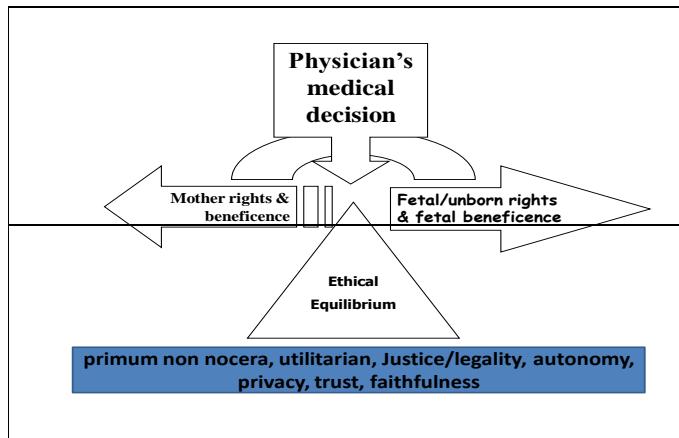 Physician's
medical
decision
Mother rights &
beneficence
Fetal/unborn rights
& fetal beneficence
Ethical
Equilibrium
primum non nocera, utilitarian, Justice/legality, autonomy,
privacy, trust, faithfulness